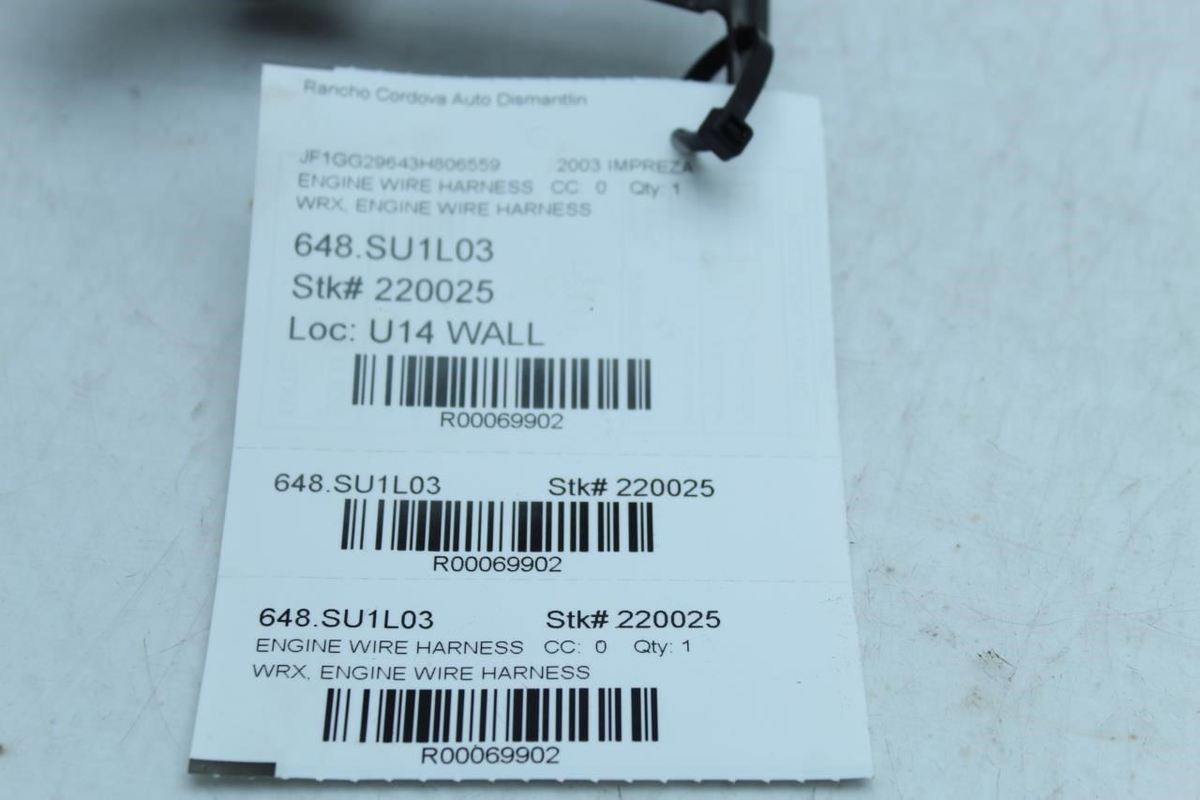 Rancho Cordova Auto Dismantlin
JF1GG29643H806559 2003 IMPREZA
ENGINE WIRE HARNESS CC: 0 Qty: 1
WRX, ENGINE WIRE HARNESS
648.SU1L03
Stk# 220025
Loc: U14 WALL
R00069902
648.SU1L03 Stk# 220025
R00069902
648.SU1L03 Stk# 220025
ENGINE WIRE HARNESS CC: 0 Qty: 1
WRX, ENGINE WIRE HARNESS
R00069902